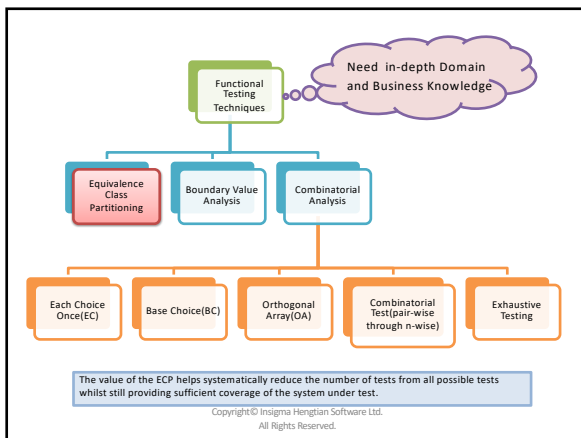 Functional
Testing
Techniques
Need in-depth Domain
and Business Knowledge
Equivalence
Class
Partitioning
Boundary Value
Analysis
Combinatorial
Analysis
Each Choice
Once(EC)
Base Choice(BC)
Orthogonal
Array(OA)
Combinatorial
Test(pair-wise
through n-wise)
Exhaustive
Testing
The value of the ECP helps systematically reduce the number of tests from all possible tests
whilst still providing sufficient coverage of the system under test.
Copyright© Insigma Hengtian Software Ltd.
All Rights Reserved.